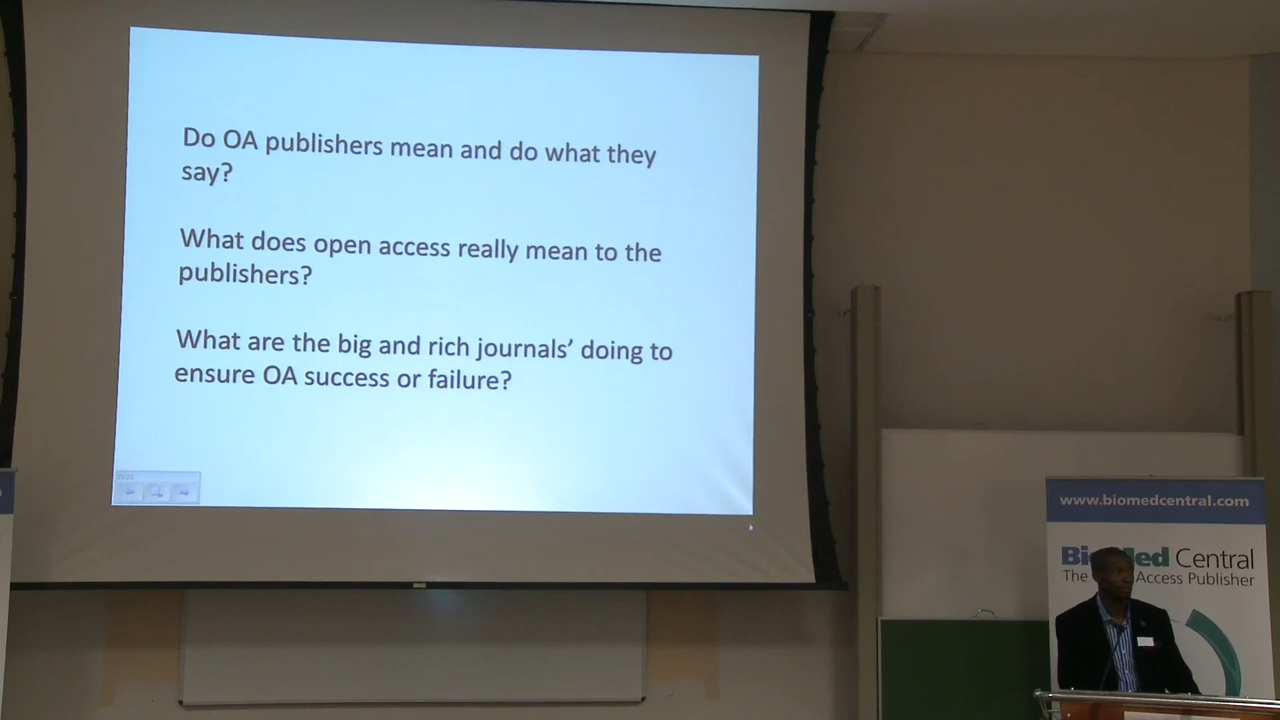 Do OA publishers mean and do what they
say?
What does open access really mean to the
publishers?
What are the big and rich journals’ doing to
ensure OA success or failure?
www.biomedcentral.com
BioMed Central
The Access Publisher